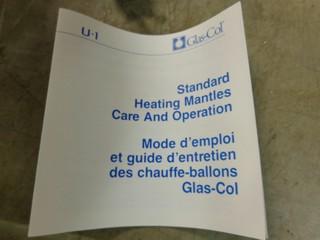 U-1
Glas-Col
Standard
Heating Mantles
Care And Operation
Mode d'emploi
et guide d'entretien
des chauffe-ballons
Glas-Col